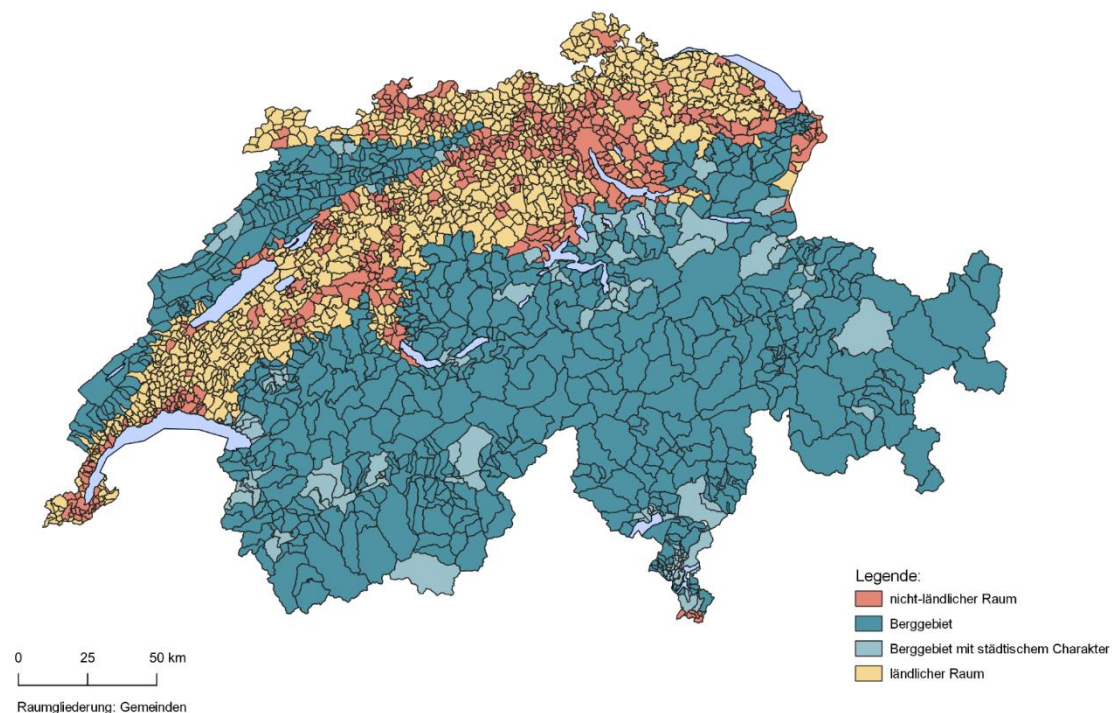 Legende:
nicht-ländlicher Raum
Berggebiet
Berggebiet mit städtischem Charakter
ländlicher Raum
0 25 50 km
Raumgliederung: Gemeinden